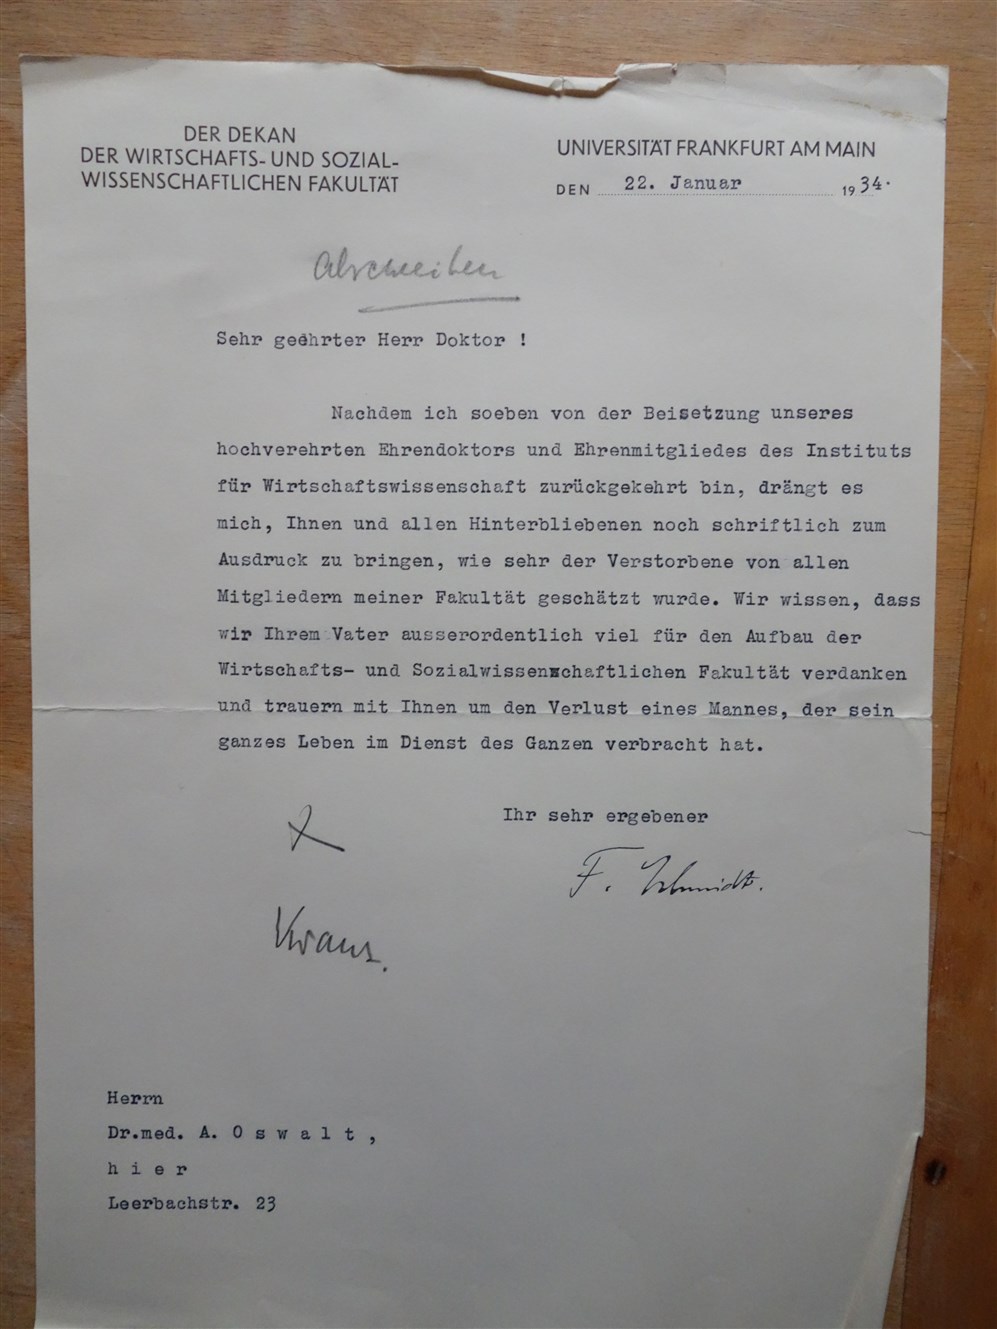 DER DEKAN
DER WIRTSCHAFTS- UND SOZIAL-
WISSENSCHAFTLICHEN FAKULTÄT
UNIVERSITÄT FRANKFURT AM MAIN
DEN 22. Januar 1934.
Abschreiben
Sehr geehrter Herr Doktor !
Nachdem ich soeben von der Beisetzung unseres
hochverehrten Ehrendoktors und Ehrenmitgliedes des Instituts
für Wirtschaftswissenschaft zurückgekehrt bin, drängt es
mich, Ihnen und allen Hinterbliebenen noch schriftlich zum
Ausdruck zu bringen, wie sehr der Verstorbene von allen
Mitgliedern meiner Fakultät geschätzt wurde. Wir wissen, dass
wir Ihrem Vater ausserordentlich viel für den Aufbau der
Wirtschafts- und Sozialwissenschaftlichen Fakultät verdanken
und trauern mit Ihnen um den Verlust eines Mannes, der sein
ganzes Leben im Dienst des Ganzen verbracht hat.
Ihr sehr ergebener
F. Schmidt.
Kranz.
Herrn
Dr.med. A. O s w a l t ,
h i e r
Leerbachstr. 23